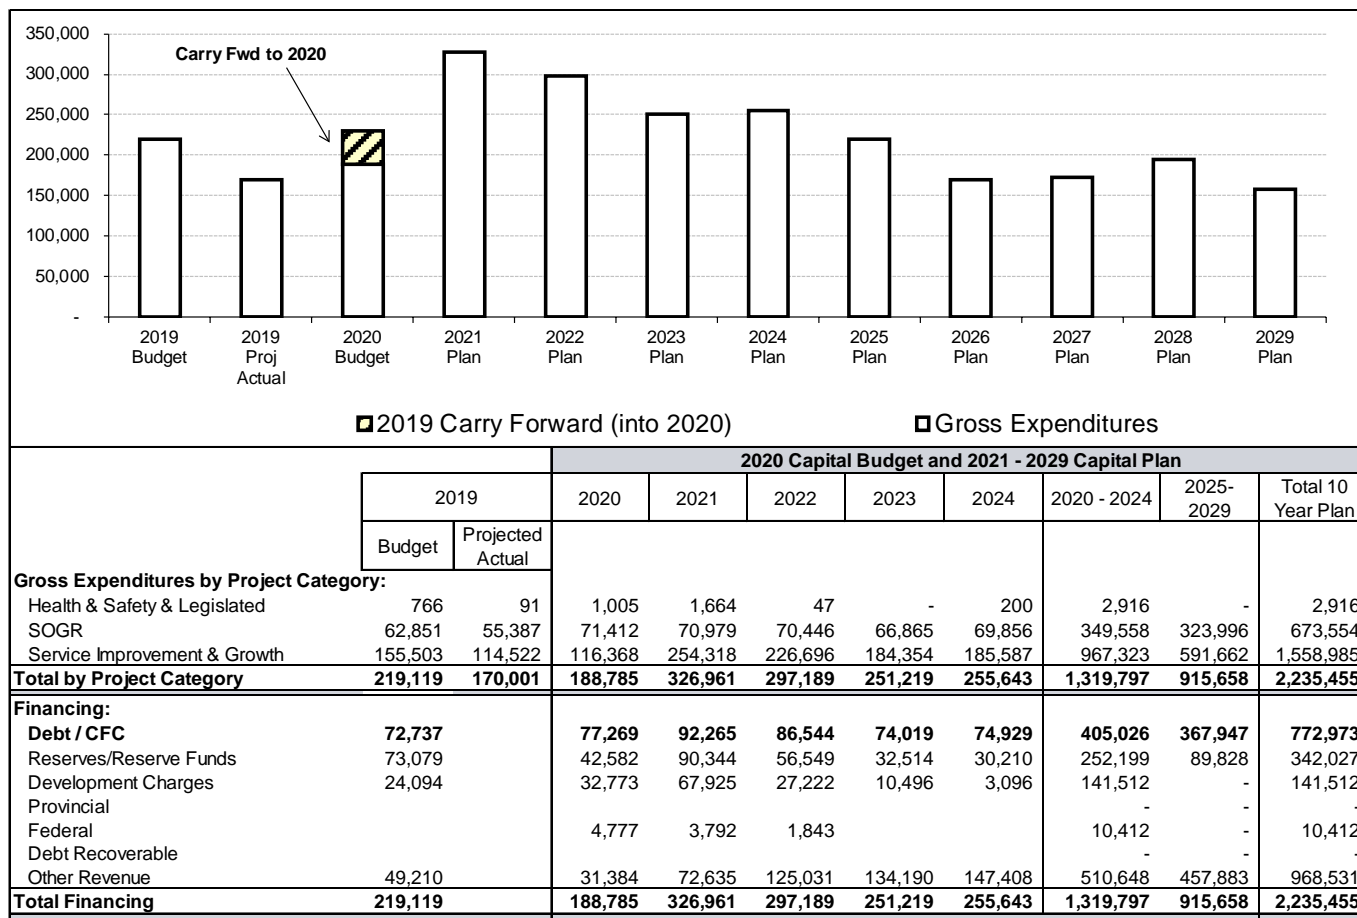 350,000
300,000
250,000
200,000
150,000
100,000
50,000
-
Carry Fwd to 2020
2019 Budget
2019 Proj Actual
2020 Budget
2021 Plan
2022 Plan
2023 Plan
2024 Plan
2025 Plan
2026 Plan
2027 Plan
2028 Plan
2029 Plan
2019 Carry Forward (into 2020) Gross Expenditures
2020 Capital Budget and 2021 - 2029 Capital Plan
2019 2020 2021 2022 2023 2024 2020 - 2024 2025-2029 Total 10 Year Plan
Budget Projected Actual
Gross Expenditures by Project Category:
Health & Safety & Legislated 766 91 1,005 1,664 47 - 200 2,916 - 2,916
SOGR 62,851 55,387 71,412 70,979 70,446 66,865 69,856 349,558 323,996 673,554
Service Improvement & Growth 155,503 114,522 116,368 254,318 226,696 184,354 185,587 967,323 591,662 1,558,985
Total by Project Category 219,119 170,001 188,785 326,961 297,189 251,219 255,643 1,319,797 915,658 2,235,455
Financing:
Debt / CFC 72,737 77,269 92,265 86,544 74,019 74,929 405,026 367,947 772,973
Reserves/Reserve Funds 73,079 42,582 90,344 56,549 32,514 30,210 252,199 89,828 342,027
Development Charges 24,094 32,773 67,925 27,222 10,496 3,096 141,512 - 141,512
Provincial - - -
Federal 4,777 3,792 1,843 10,412 - 10,412
Debt Recoverable - - -
Other Revenue 49,210 31,384 72,635 125,031 134,190 147,408 510,648 457,883 968,531
Total Financing 219,119 188,785 326,961 297,189 251,219 255,643 1,319,797 915,658 2,235,455